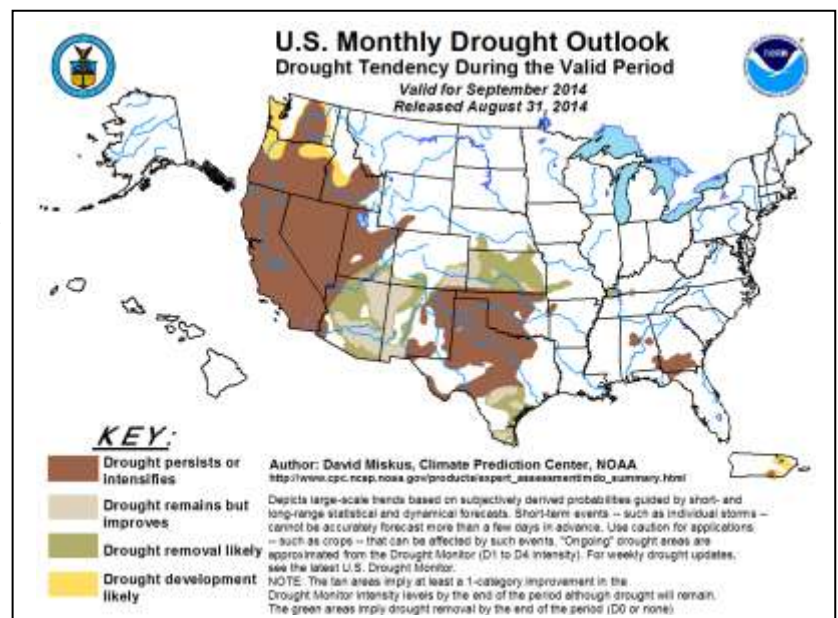 U.S. Monthly Drought Outlook
Drought Tendency During the Valid Period
Valid for September 2014
Released August 31, 2014
KEY:
Drought persists or
intensifies
Drought remains but
improves
Drought removal likely
Drought development
likely
Author: David Miskus, Climate Prediction Center, NOAA
http://www.cpc.ncep.noaa.gov/products/expert_assessment/mdo_summary.html
Depicts large-scale trends based on subjectively derived probabilities guided by short- and
long-range statistical and dynamical forecasts. Short-term events -- such as individual storms --
cannot be accurately forecast more than a few days in advance. Use caution for applications
-- such as crops -- that can be affected by such events. "Ongoing" drought areas are
approximated from the Drought Monitor (D1 to D4 intensity). For weekly drought updates,
see the latest U.S. Drought Monitor.
NOTE: The tan areas imply at least a 1-category improvement in the
Drought Monitor intensity levels by the end of the period although drought will remain.
The green areas imply drought removal by the end of the period (D0 or none)